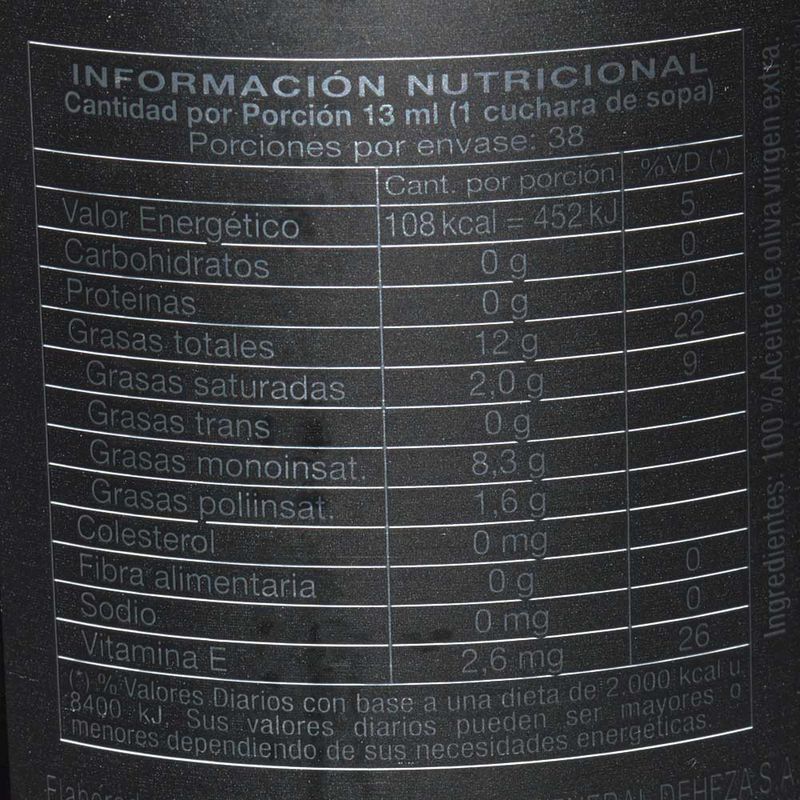 INFORMACIÓN NUTRICIONAL
Cantidad por Porción 13 ml (1 cuchara de sopa)
Porciones por envase: 38
Cant. por porción %VD (*)
Valor Energético 108 kcal = 452 kJ 5
Carbohidratos 0 g 0
Proteinas 0 g 0
Grasas totales 12 g 22
Grasas saturadas 2,0 g 9
Grasas trans 0 g
Grasas monoinsat. 8,3 g
Grasas poliinsat. 1,6 g
Colesterol 0 mg
Fibra alimentaria 0 g 0
Sodio 0 mg 0
Vitamina E 2,6 mg 26
(*) % Valores Diarios con base a una dieta de 2.000 kcal u
8400 kJ. Sus valores diarios pueden ser mayores o
menores dependiendo de sus necesidades energéticas.
DEHEZA S.A.
Ingredientes: 100 % Aceite de oliva virgen extra.